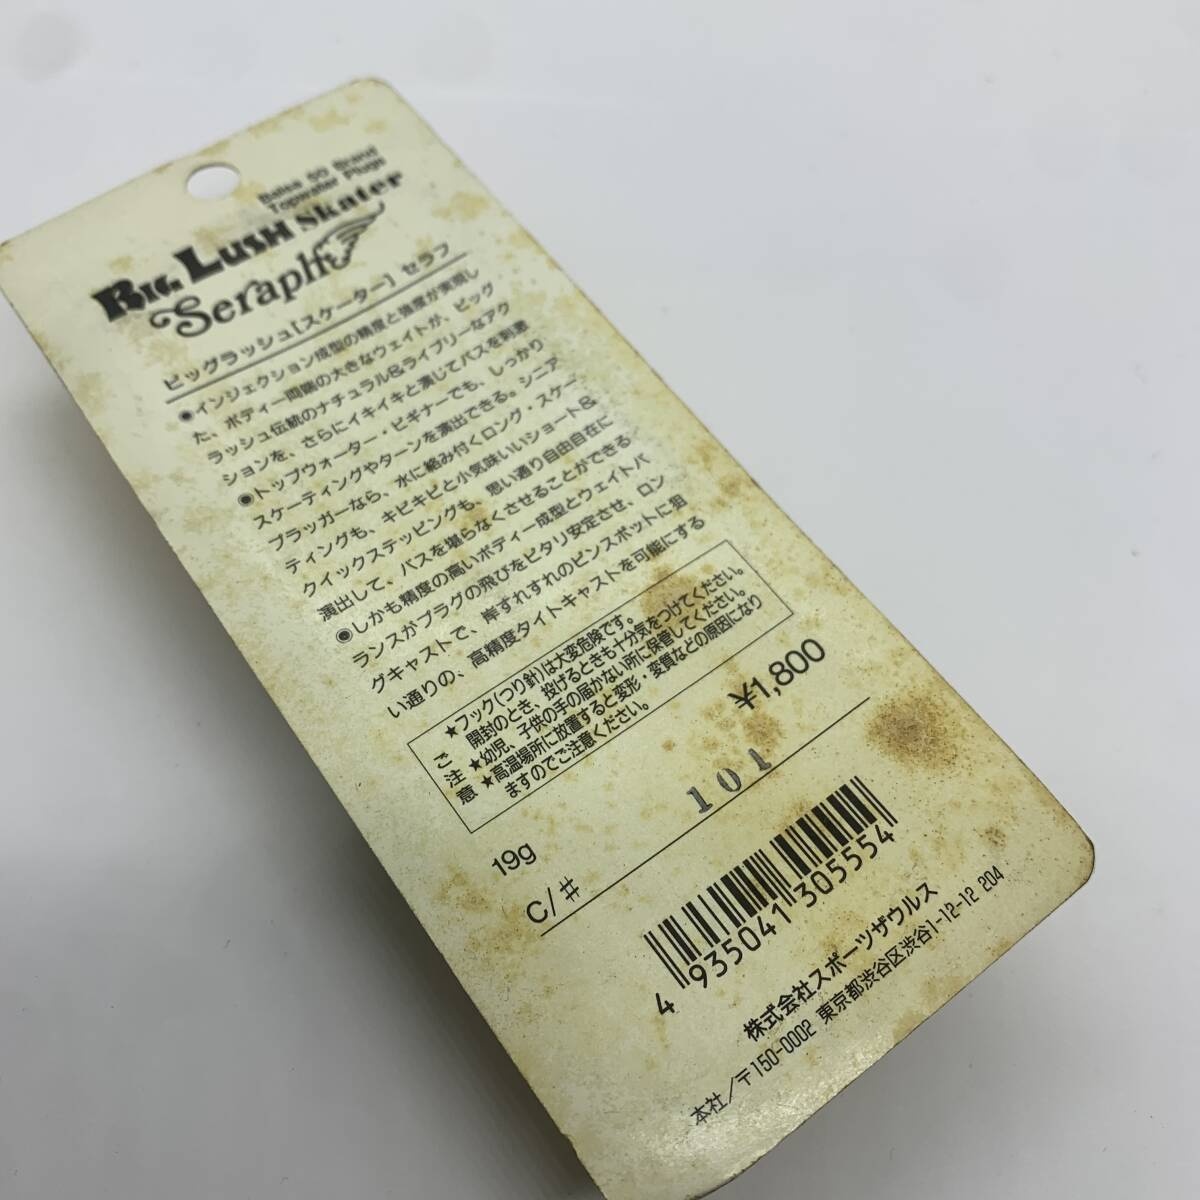 Balsa 50 Brand
Topwater Plugs
BIG LUSH Skater
Seraph
ビッグラッシュ[スケーター] セラフ
●インジェクション成型の精度と強度が実現し
た、ボディー両端の大きなウェイトが、ビッグ
ラッシュ伝統のナチュラル&ライブリーなアク
ションを、さらにイキイキと演じてバスを刺激
●トップウォーター・ビギナーでも、しっかり
スケーティングやターンを演出できる。シニア
プラッガーなら、水に絡み付くロング・スケー
ティングも、キビキビと小気味いいショート&
クイックステッピングも、思い通り自由自在に
演出して、バスを堪らなくさせることができる
●しかも精度の高いボディー成型とウェイトバ
ランスがプラグの飛びをピタリ安定させ、ロン
グキャストで、岸ずれすれのピンスポットに狙
い通りの、高精度タイトキャストを可能にする
ご注意
★フック(つり針)は大変危険です。
開封のとき、投げるときも十分気をつけてください。
★幼児、子供の手の届かない所に保管してください。
★高温場所に放置すると変形・変質などの原因になり
ますのでご注意ください。
¥1,800
19g
C/# 101
4 935041 305554
株式会社スポーツザウルス
本社/〒150-0002 東京都渋谷区渋谷1-12-12 204